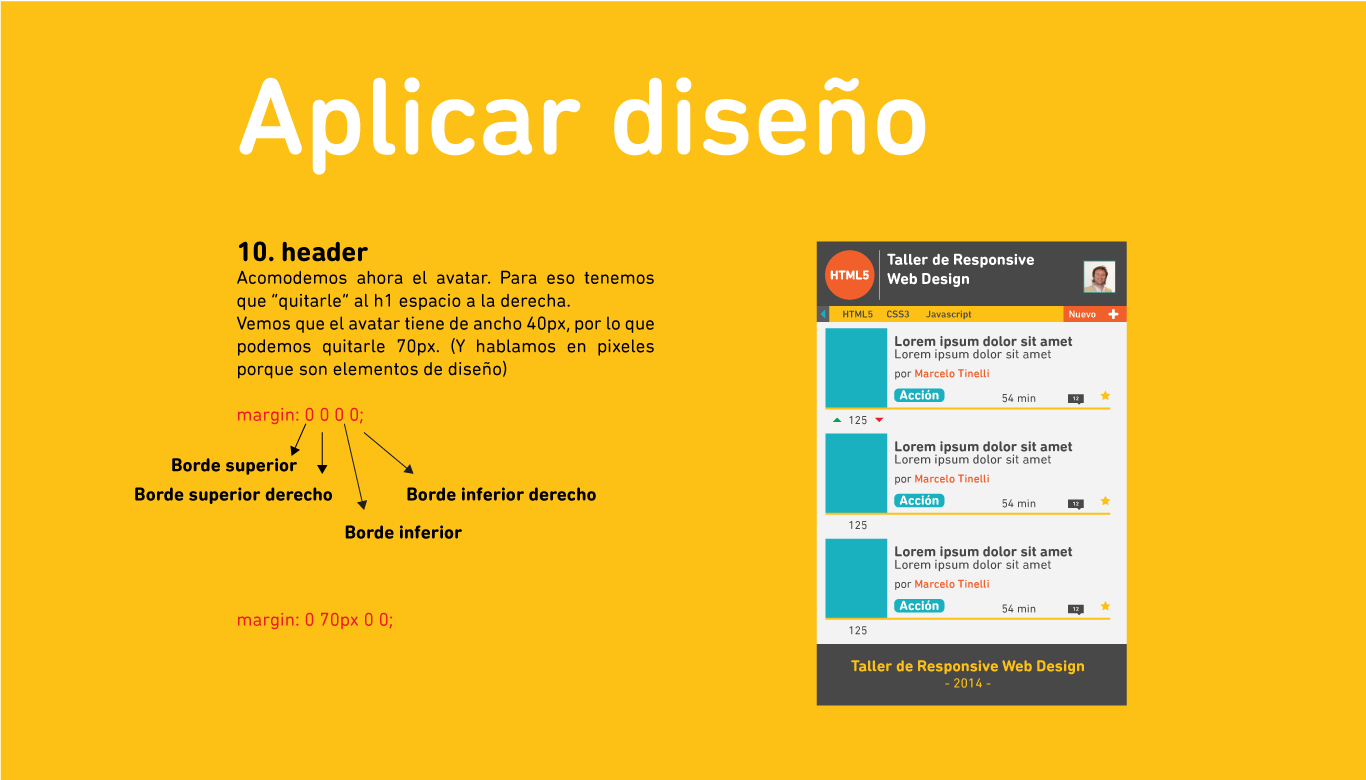 Aplicar diseño
10. header
Acomodemos ahora el avatar. Para eso tenemos
que “quitarle” al h1 espacio a la derecha.
Vemos que el avatar tiene de ancho 40px, por lo que
podemos quitarle 70px. (Y hablamos en pixeles
porque son elementos de diseño)
margin: 0 0 0 0;
Borde superior
Borde superior derecho
Borde inferior derecho
Borde inferior
margin: 0 70px 0 0;
HTML5
Taller de Responsive
Web Design
HTML5 CSS3 Javascript Nuevo
Lorem ipsum dolor sit amet
Lorem ipsum dolor sit amet
por Marcelo Tinelli
Acción 54 min 12
125
Lorem ipsum dolor sit amet
Lorem ipsum dolor sit amet
por Marcelo Tinelli
Acción 54 min 12
125
Lorem ipsum dolor sit amet
Lorem ipsum dolor sit amet
por Marcelo Tinelli
Acción 54 min 12
125
Taller de Responsive Web Design
- 2014 -